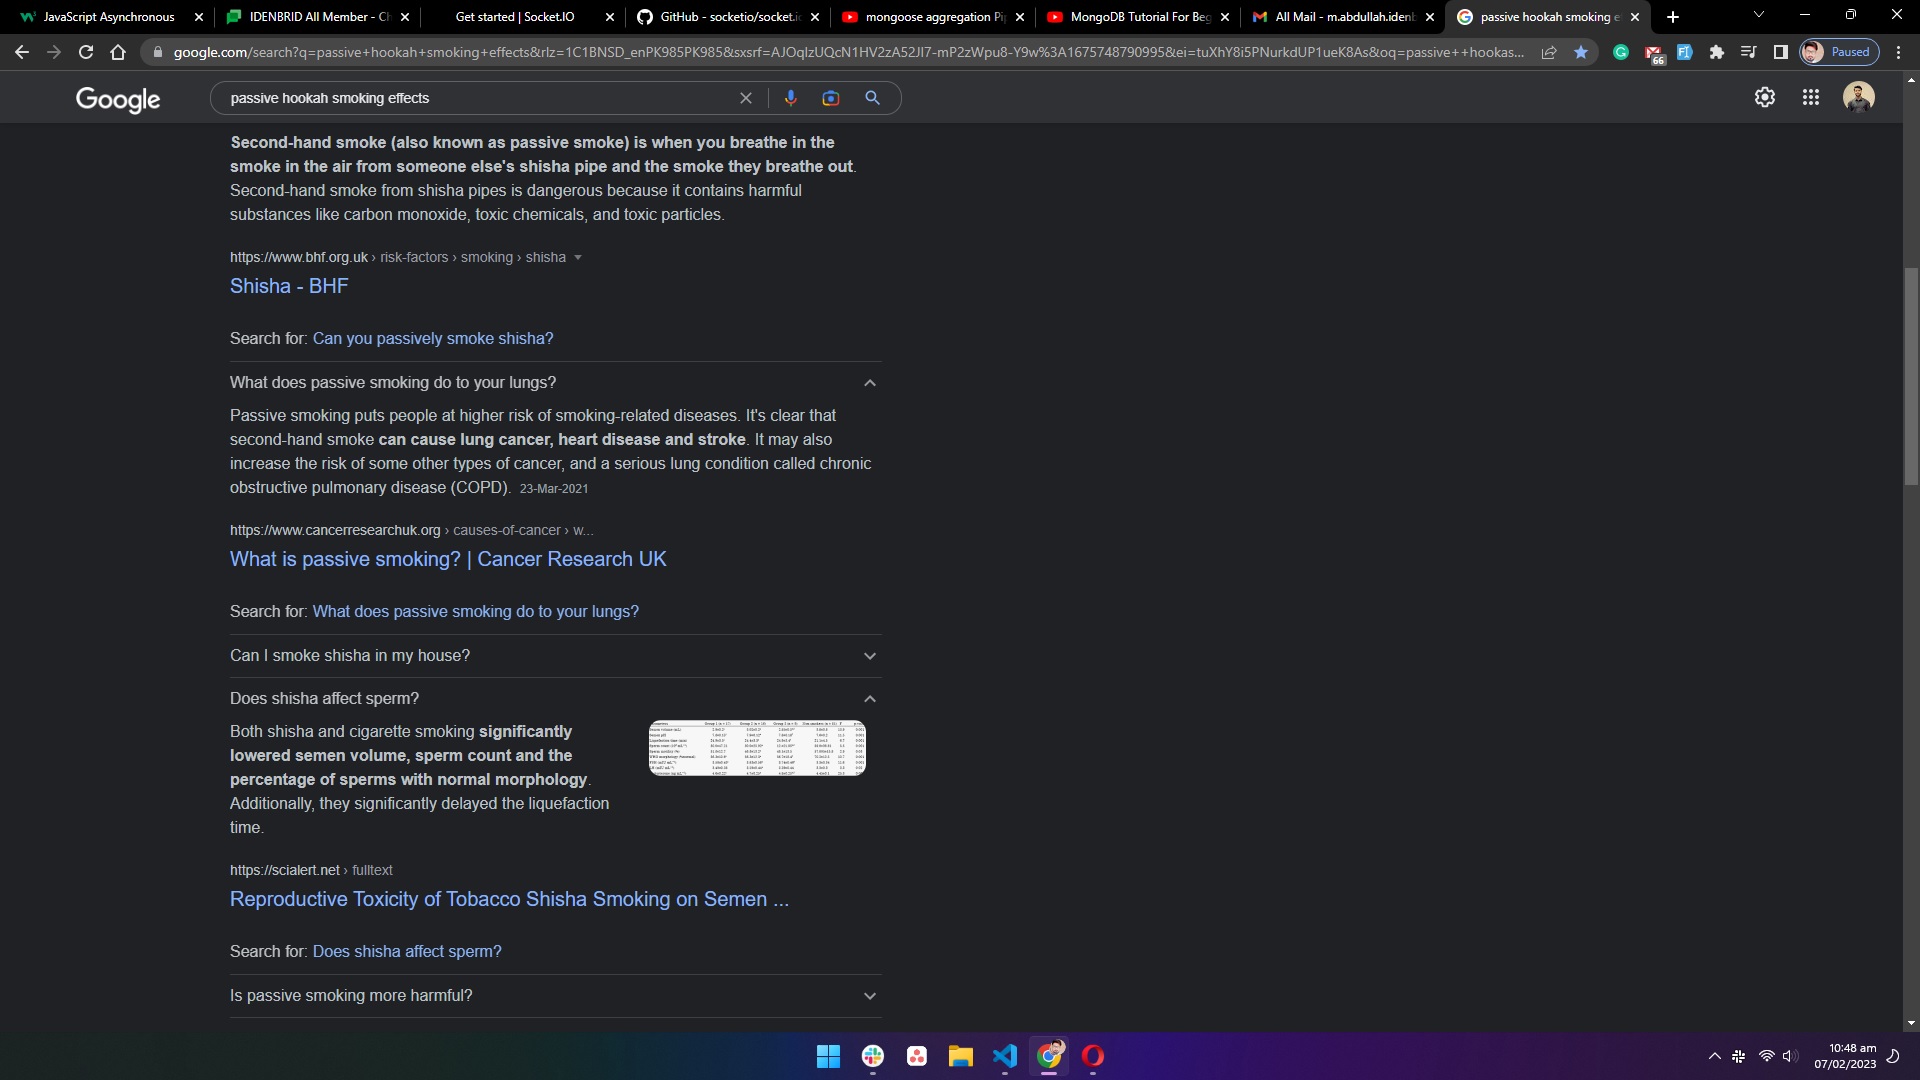 JavaScript Asynchronous
IDENBRID All Member - Ch
Get started | Socket.IO
GitHub - socketio/socket.io
mongoose aggregation Pip
MongoDB Tutorial For Beg
All Mail - m.abdullah.idenb
passive hookah smoking e
google.com/search?q=passive+hookah+smoking+effects&rlz=1C1BNSD_enPK985PK985&sxsrf=AJOqlzUQcN1HV2zA52JI7-mP2zWpu8-Y9w%3A1675748790995&ei=tuXhY8i5PNurkdUP1ueK8As&oq=passive++hookas...
66
Paused
Google
passive hookah smoking effects
Second-hand smoke (also known as passive smoke) is when you breathe in the
smoke in the air from someone else's shisha pipe and the smoke they breathe out.
Second-hand smoke from shisha pipes is dangerous because it contains harmful
substances like carbon monoxide, toxic chemicals, and toxic particles.
https://www.bhf.org.uk › risk-factors › smoking › shisha
Shisha - BHF
Search for: Can you passively smoke shisha?
What does passive smoking do to your lungs?
Passive smoking puts people at higher risk of smoking-related diseases. It's clear that
second-hand smoke can cause lung cancer, heart disease and stroke. It may also
increase the risk of some other types of cancer, and a serious lung condition called chronic
obstructive pulmonary disease (COPD). 23-Mar-2021
https://www.cancerresearchuk.org › causes-of-cancer › w...
What is passive smoking? | Cancer Research UK
Search for: What does passive smoking do to your lungs?
Can I smoke shisha in my house?
Does shisha affect sperm?
Both shisha and cigarette smoking significantly
lowered semen volume, sperm count and the
percentage of sperms with normal morphology.
Additionally, they significantly delayed the liquefaction
time.
https://scialert.net › fulltext
Reproductive Toxicity of Tobacco Shisha Smoking on Semen ...
Search for: Does shisha affect sperm?
Is passive smoking more harmful?
10:48 am
07/02/2023